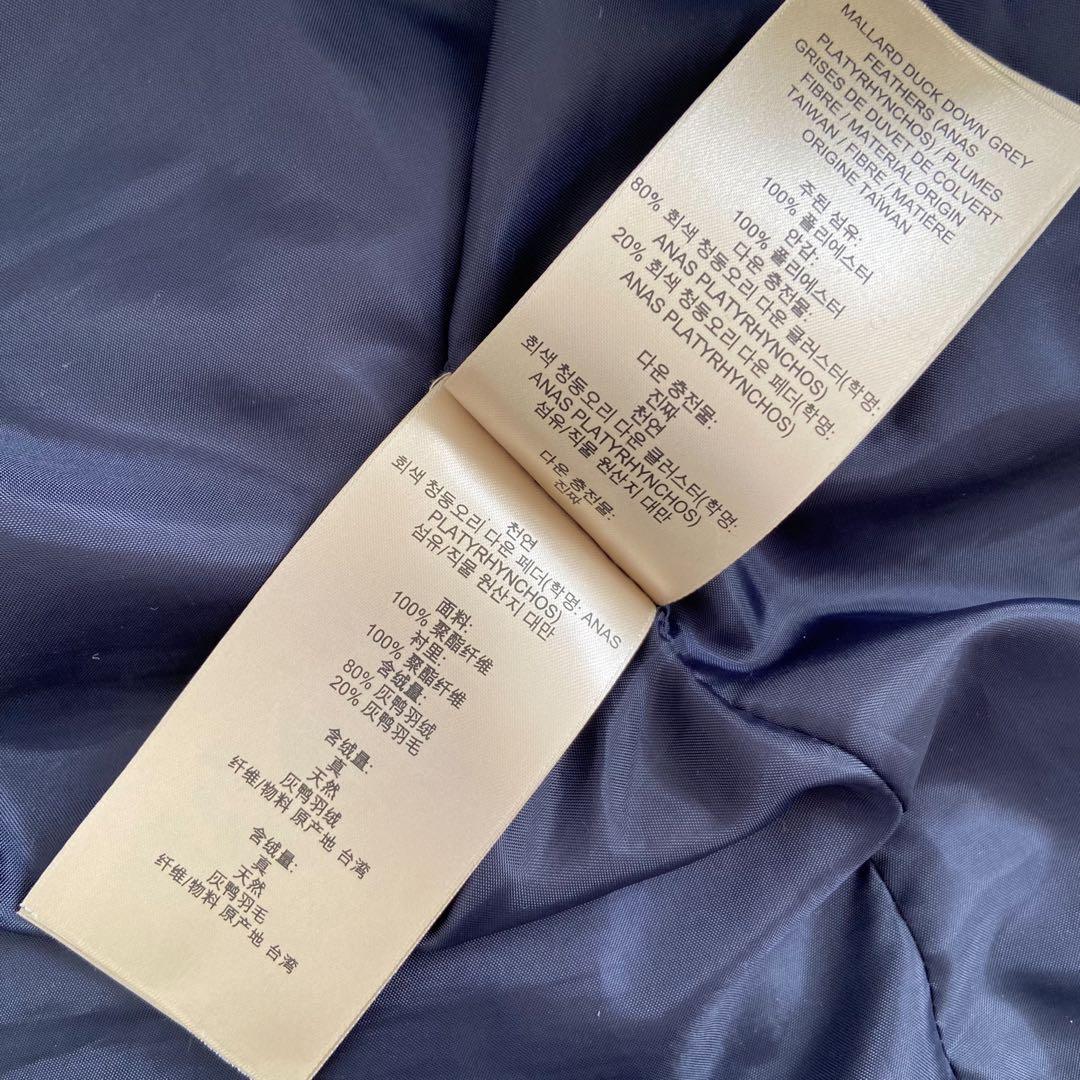 MALLARD DUCK DOWN GREY
FEATHERS (ANAS
PLATYRHYNCHOS) / PLUMES
GRISES DE DUVET DE COLVERT
FIBRE / MATERIAL ORIGIN
TAIWAN / FIBRE / MATIÈRE
ORIGINE TAIWAN
주된 섬유:
100% 폴리에스터
안감:
100% 폴리에스터
다운 충전물:
80% 회색 청둥오리 다운 클러스터(학명:
ANAS PLATYRHYNCHOS)
20% 회색 청둥오리 다운 페더(학명:
ANAS PLATYRHYNCHOS)
다운 충전물:
진짜
천연
회색 청둥오리 다운 클러스터(학명:
ANAS PLATYRHYNCHOS)
섬유/직물 원산지 대만
다운 충전물:
진짜
천연
회색 청둥오리 다운 페더(학명: ANAS
PLATYRHYNCHOS)
섬유/직물 원산지 대만
面料:
100% 聚酯纤维
衬里:
100% 聚酯纤维
含绒量:
80% 灰鸭羽绒
20% 灰鸭羽毛
含绒量:
真
天然
灰鸭羽绒
纤维/物料 原产地 台湾
含绒量:
真
天然
灰鸭羽毛
纤维/物料 原产地 台湾